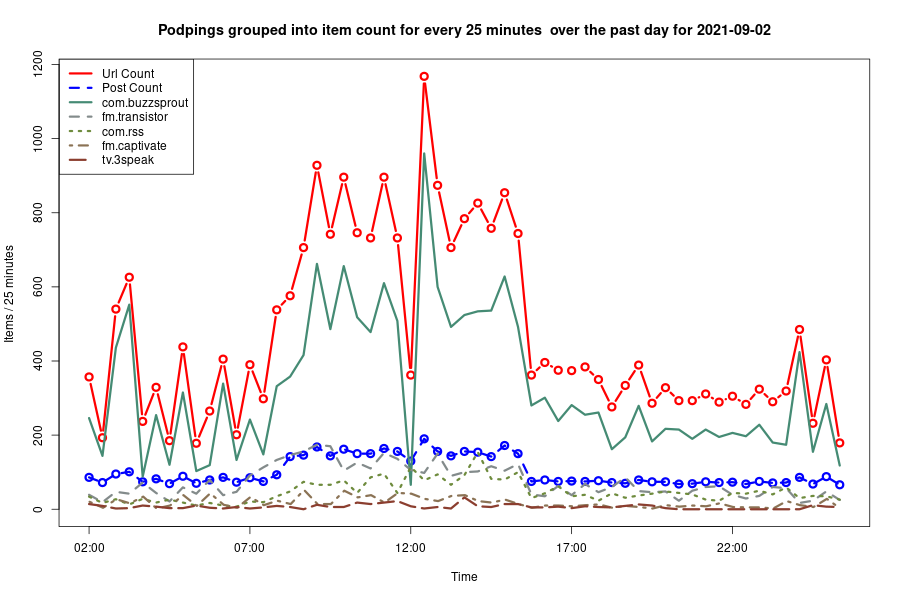 Podpings grouped into item count for every 25 minutes  over the past day for 2021-09-02
Items / 25 minutes
1200
1000
800
600
400
200
0
Url Count
Post Count
com.buzzsprout
fm.transistor
com.rss
fm.captivate
tv.3speak
02:00 07:00 12:00 17:00 22:00
Time